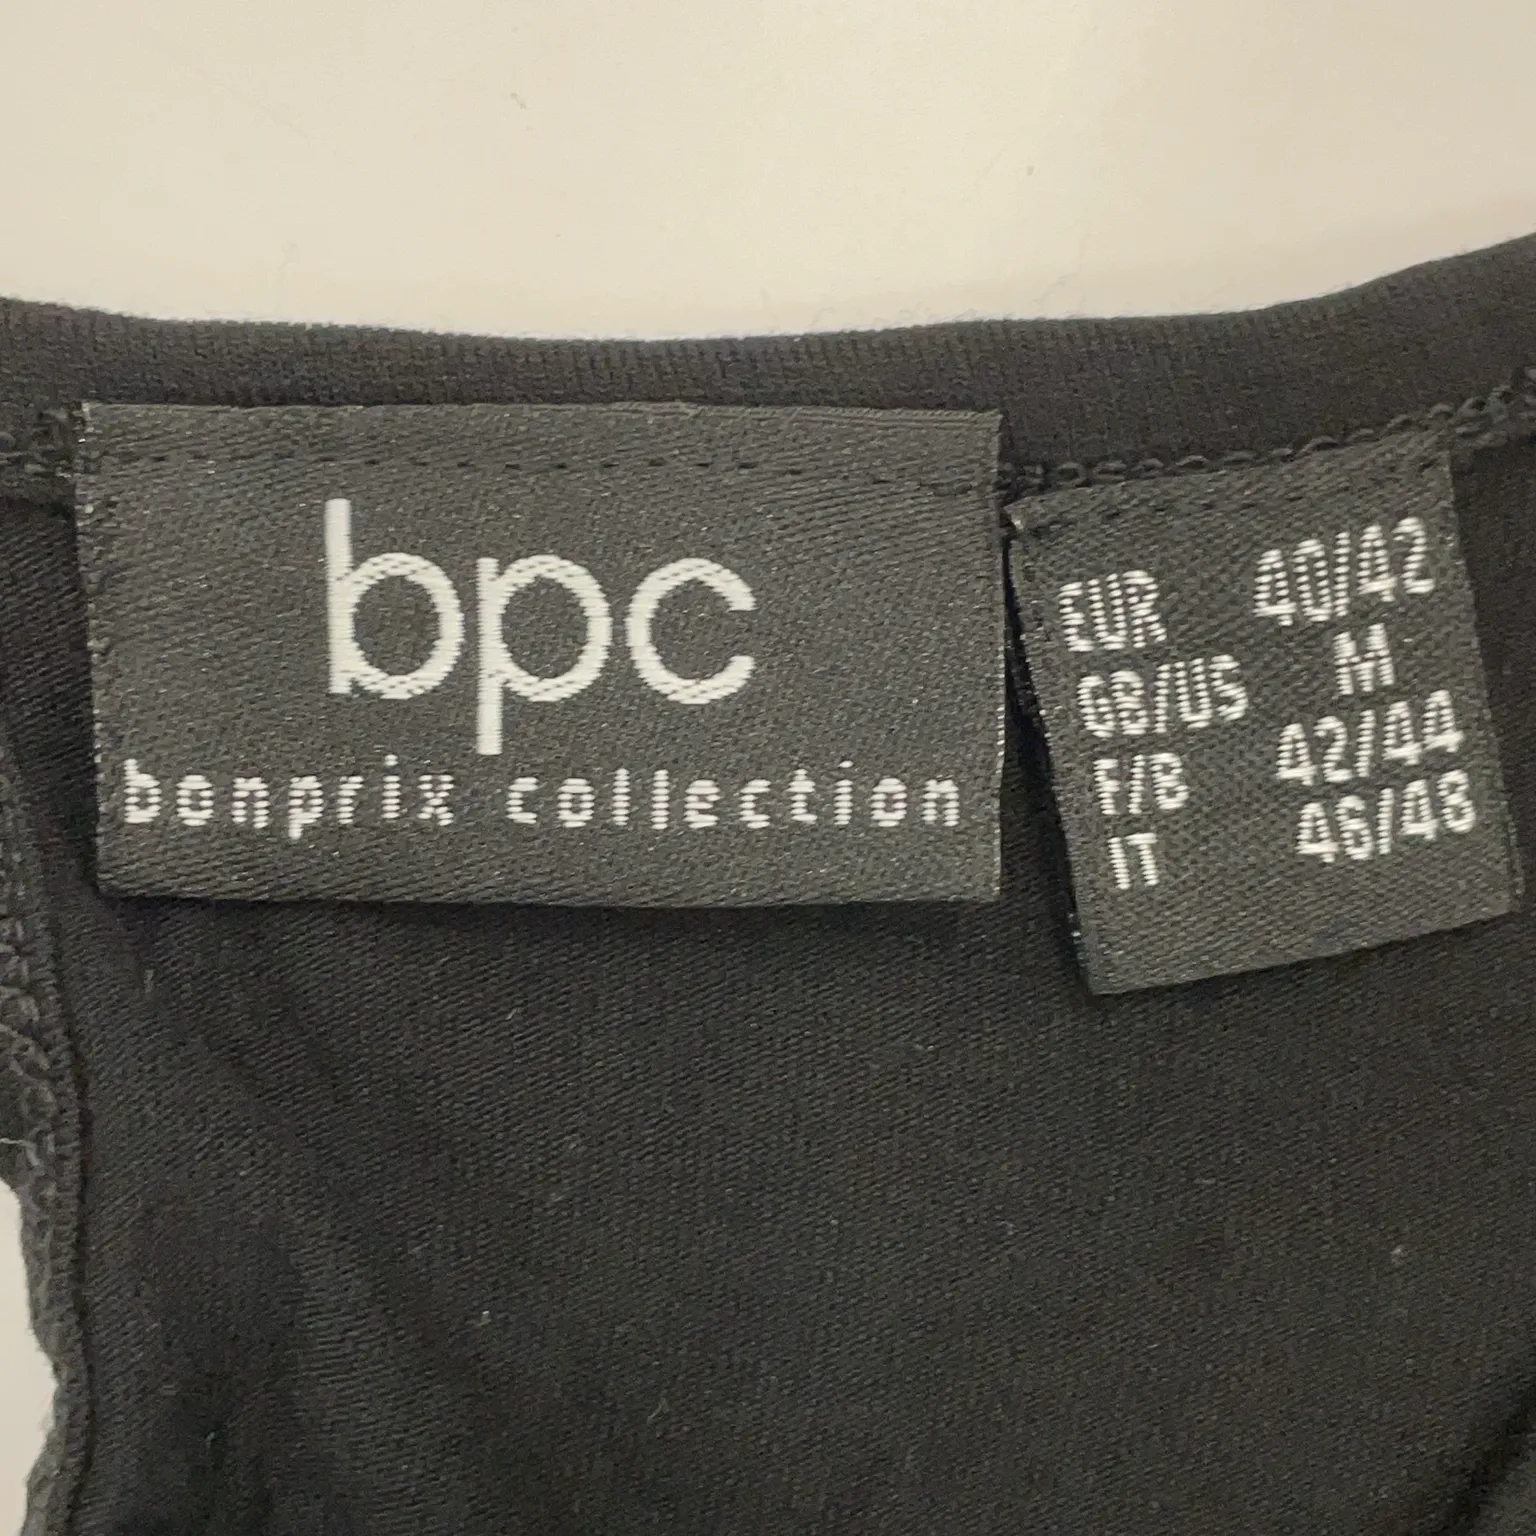 bpc
bonprix collection
EUR 40/42
GB/US M
F/B 42/44
IT 46/48